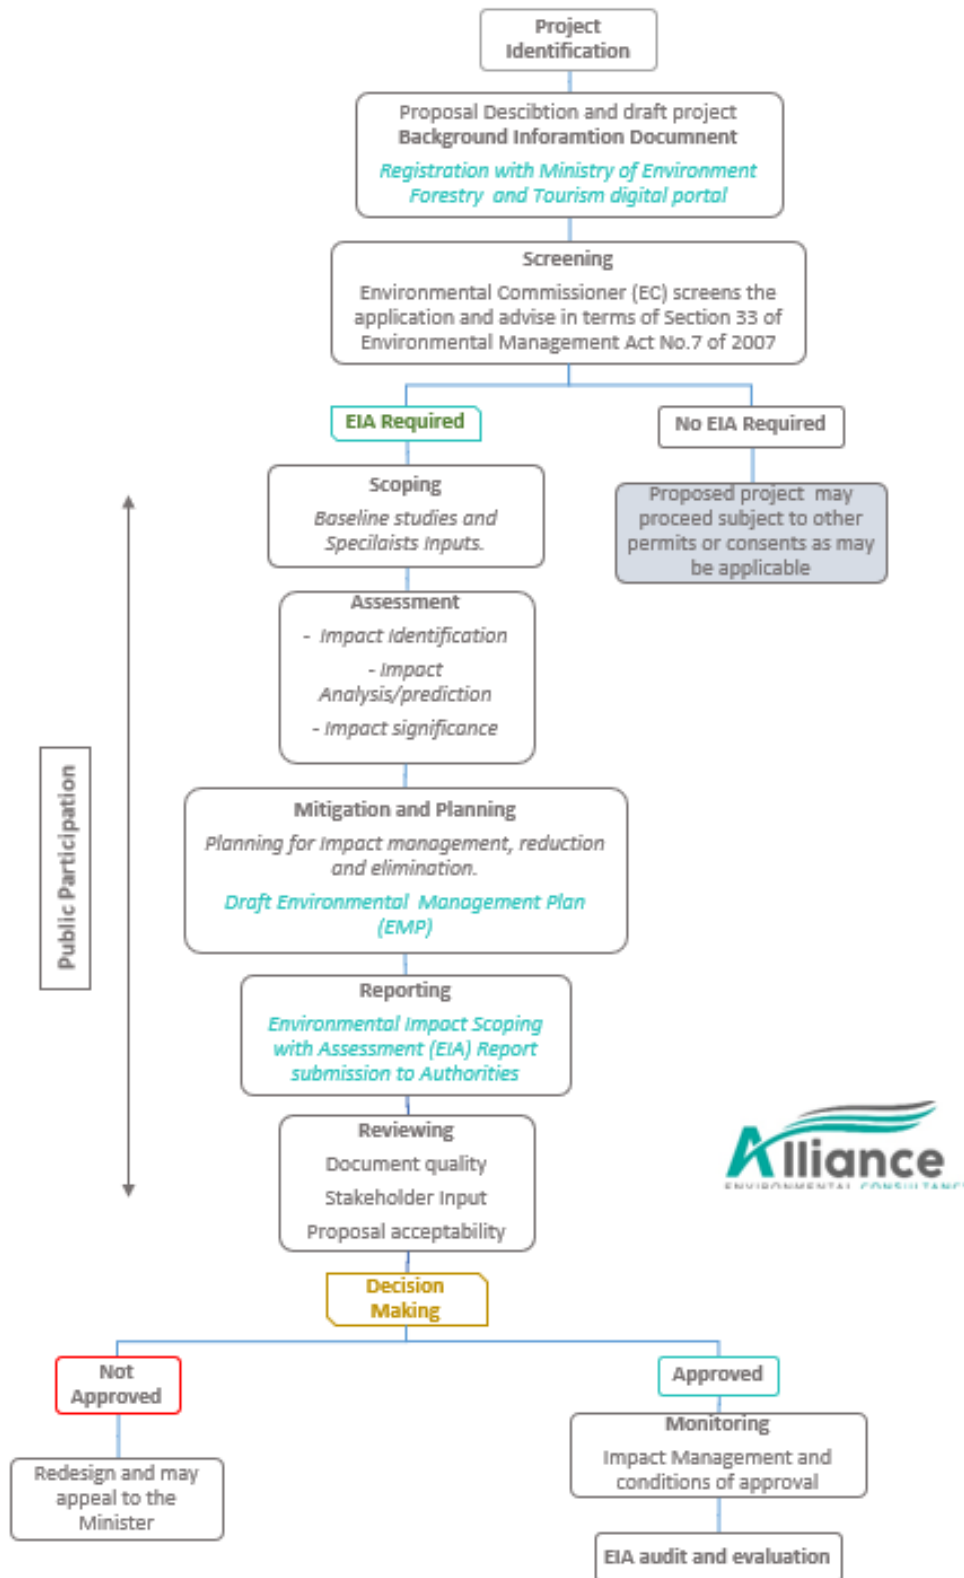 Project
Identification
Proposal Descibtion and draft project
Background Inforamtion Documnent
Registration with Ministry of Environment
Forestry and Tourism digital portal
Screening
Environmental Commissioner (EC) screens the
application and advise in terms of Section 33 of
Environmental Management Act No.7 of 2007
EIA Required
No EIA Required
Scoping
Baseline studies and
Specilaists Inputs.
Proposed project may
proceed subject to other
permits or consents as may
be applicable
Assessment
- Impact Identification
- Impact
Analysis/prediction
- Impact significance
Public Participation
Mitigation and Planning
Planning for Impact management, reduction
and elimination.
Draft Environmental Management Plan
(EMP)
Reporting
Environmental Impact Scoping
with Assessment (EIA) Report
submission to Authorities
Reviewing
Document quality
Stakeholder Input
Proposal acceptability
Alliance
ENVIRONMENTAL CONSULTANCY
Decision
Making
Not
Approved
Approved
Redesign and may
appeal to the
Minister
Monitoring
Impact Management and
conditions of approval
EIA audit and evaluation